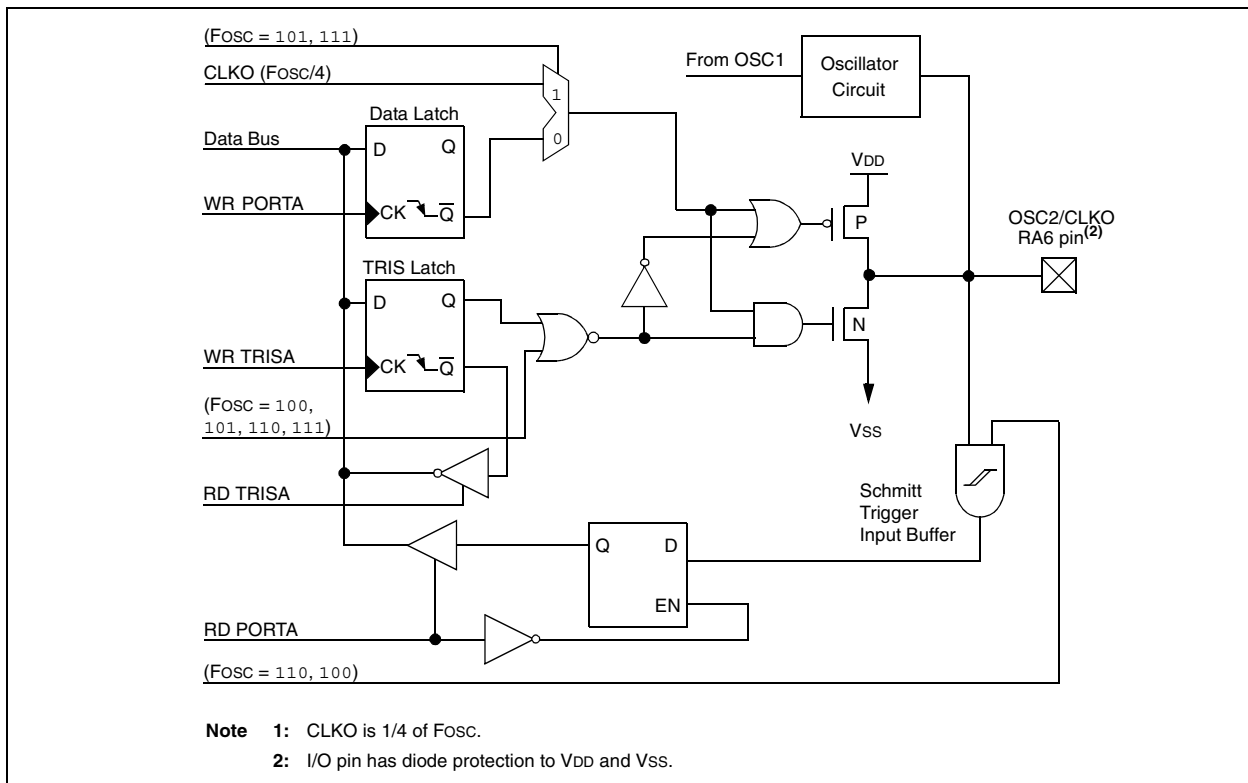 (FOSC = 101, 111)
CLKO (FOSC/4)
From OSC1
Oscillator
Circuit
1
0
Data Latch
Data Bus
D
Q
WR PORTA
CK
Q̅
VDD
P
OSC2/CLKO
RA6 pin(2)
TRIS Latch
D
Q
N
WR TRISA
CK
Q̅
(FOSC = 100,
101, 110, 111)
VSS
RD TRISA
Schmitt
Trigger
Input Buffer
Q
D
EN
RD PORTA
(FOSC = 110, 100)
Note 1: CLKO is 1/4 of FOSC.
2: I/O pin has diode protection to VDD and VSS.